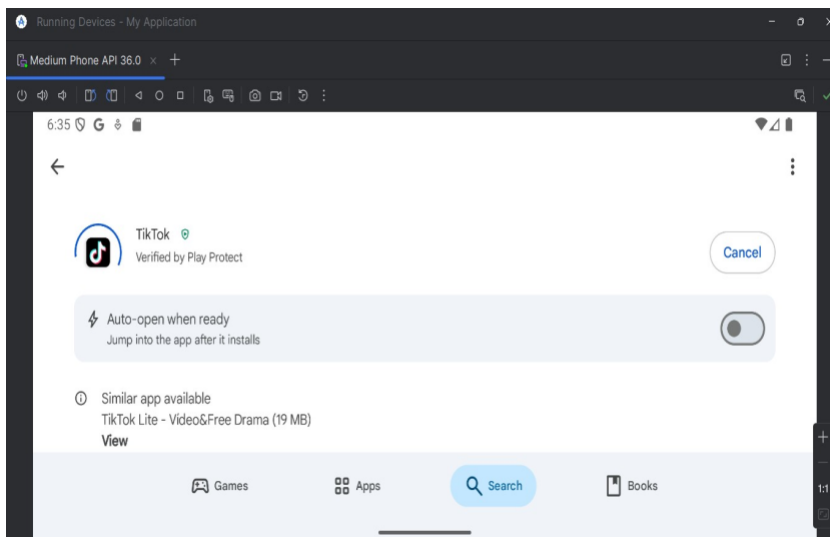 Running Devices - My Application
Medium Phone API 36.0
6:35
TikTok
Verified by Play Protect
Cancel
Auto-open when ready
Jump into the app after it installs
Similar app available
TikTok Lite - Video&Free Drama (19 MB)
View
Games
Apps
Search
Books
1:1